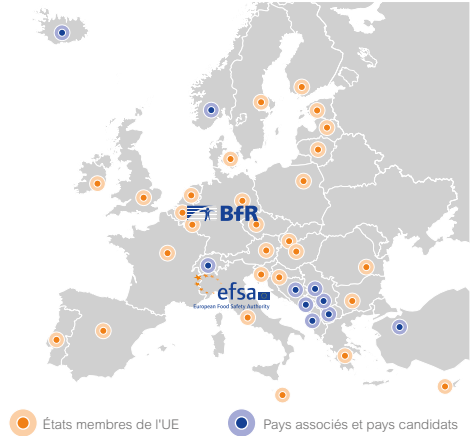 BfR
efsa
European Food Safety Authority
États membres de l'UE
Pays associés et pays candidats